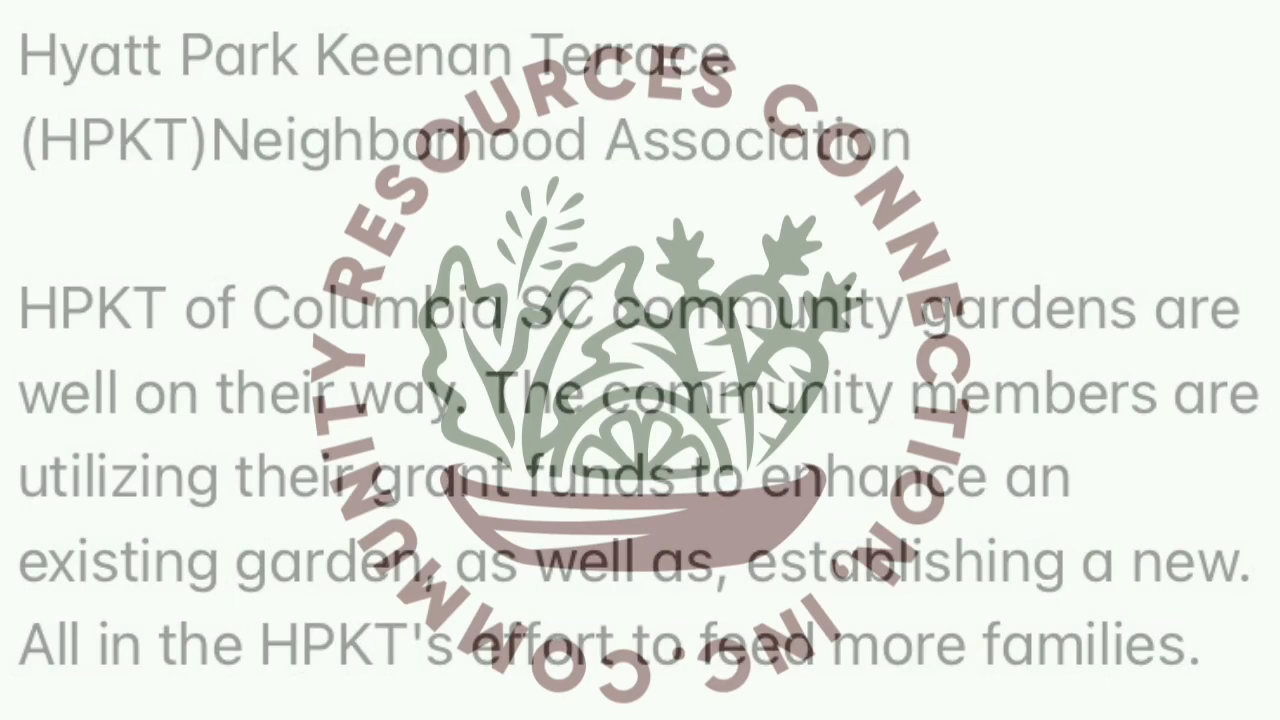 Hyatt Park Keenan Terrace
(HPKT)Neighborhood Association
HPKT of Columbia SC community gardens are
well on their way. The community members are
utilizing their grant funds to enhance an
existing garden, as well as, establishing a new.
All in the HPKT's effort to feed more families.
COMMUNITY RESOURCES CONNECTION, INC.